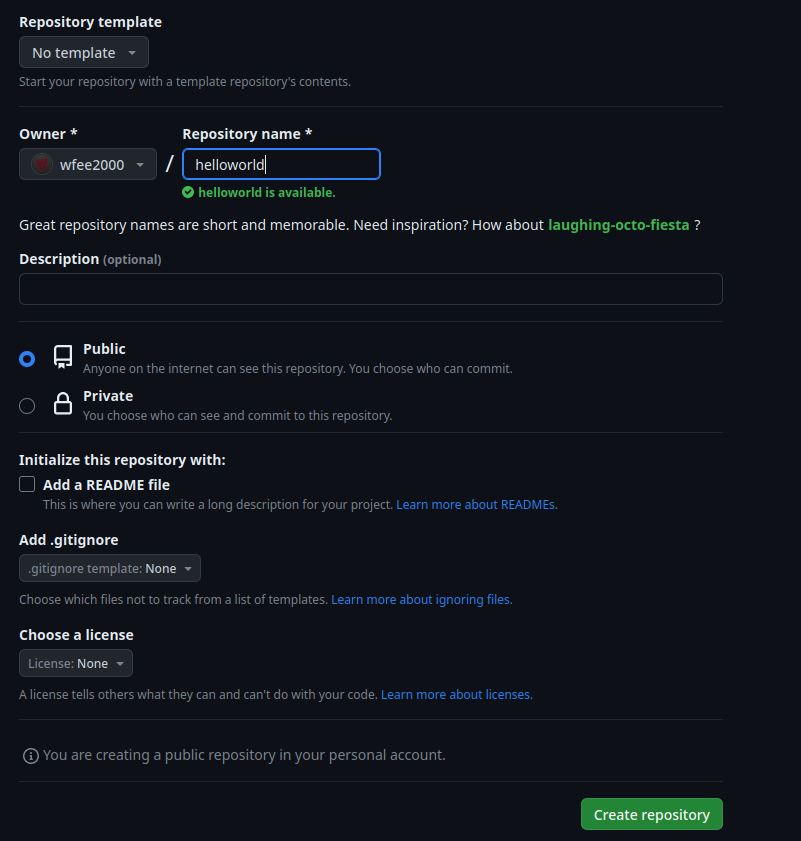 Repository template
No template
Start your repository with a template repository's contents.
Owner * Repository name *
wfee2000 / helloworld
helloworld is available.
Great repository names are short and memorable. Need inspiration? How about laughing-octo-fiesta ?
Description (optional)
Public
Anyone on the internet can see this repository. You choose who can commit.
Private
You choose who can see and commit to this repository.
Initialize this repository with:
Add a README file
This is where you can write a long description for your project. Learn more about READMEs.
Add .gitignore
.gitignore template: None
Choose which files not to track from a list of templates. Learn more about ignoring files.
Choose a license
License: None
A license tells others what they can and can't do with your code. Learn more about licenses.
You are creating a public repository in your personal account.
Create repository